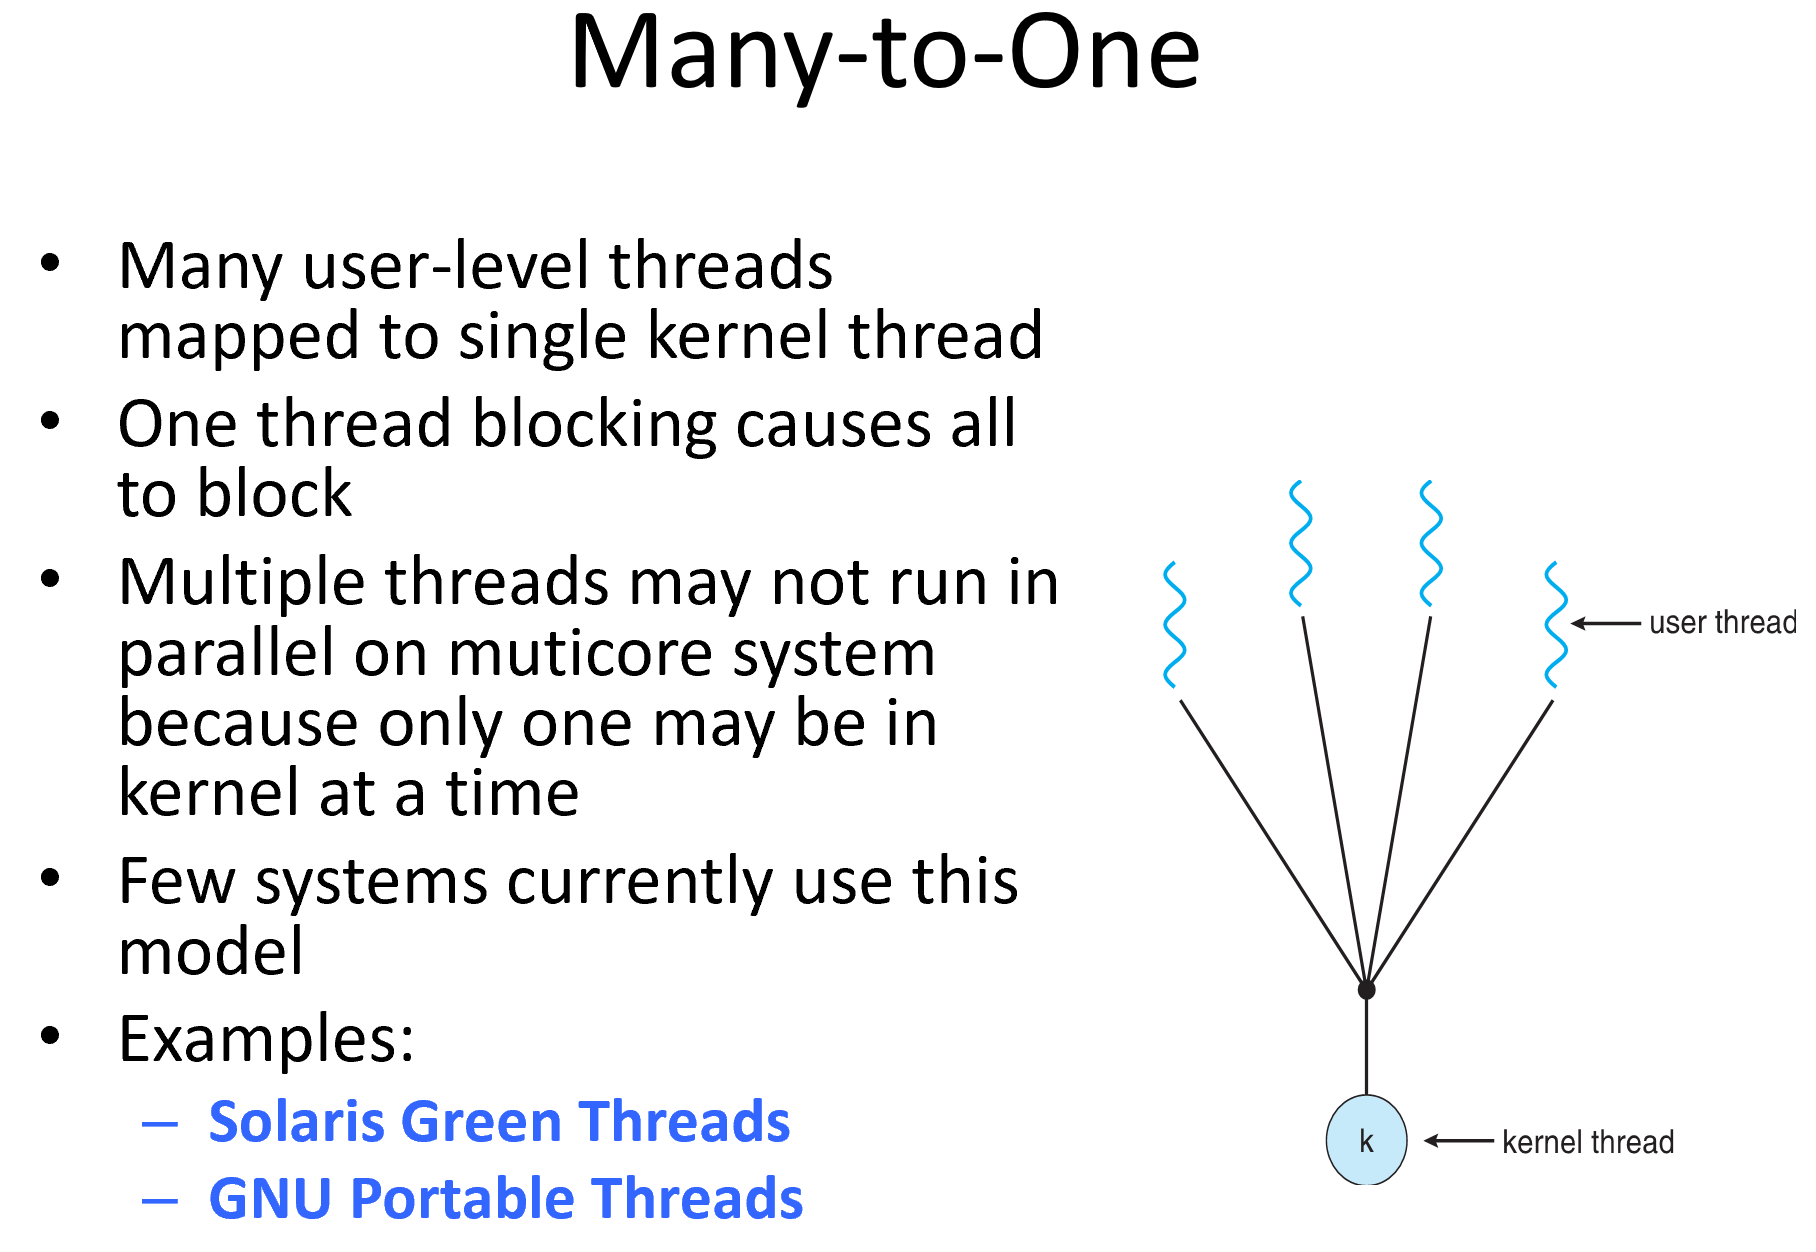 Many-to-One
• Many user-level threads
mapped to single kernel thread
• One thread blocking causes all
to block
• Multiple threads may not run in
parallel on muticore system
because only one may be in
kernel at a time
• Few systems currently use this
model
• Examples:
– Solaris Green Threads
– GNU Portable Threads
user thread
k
kernel thread